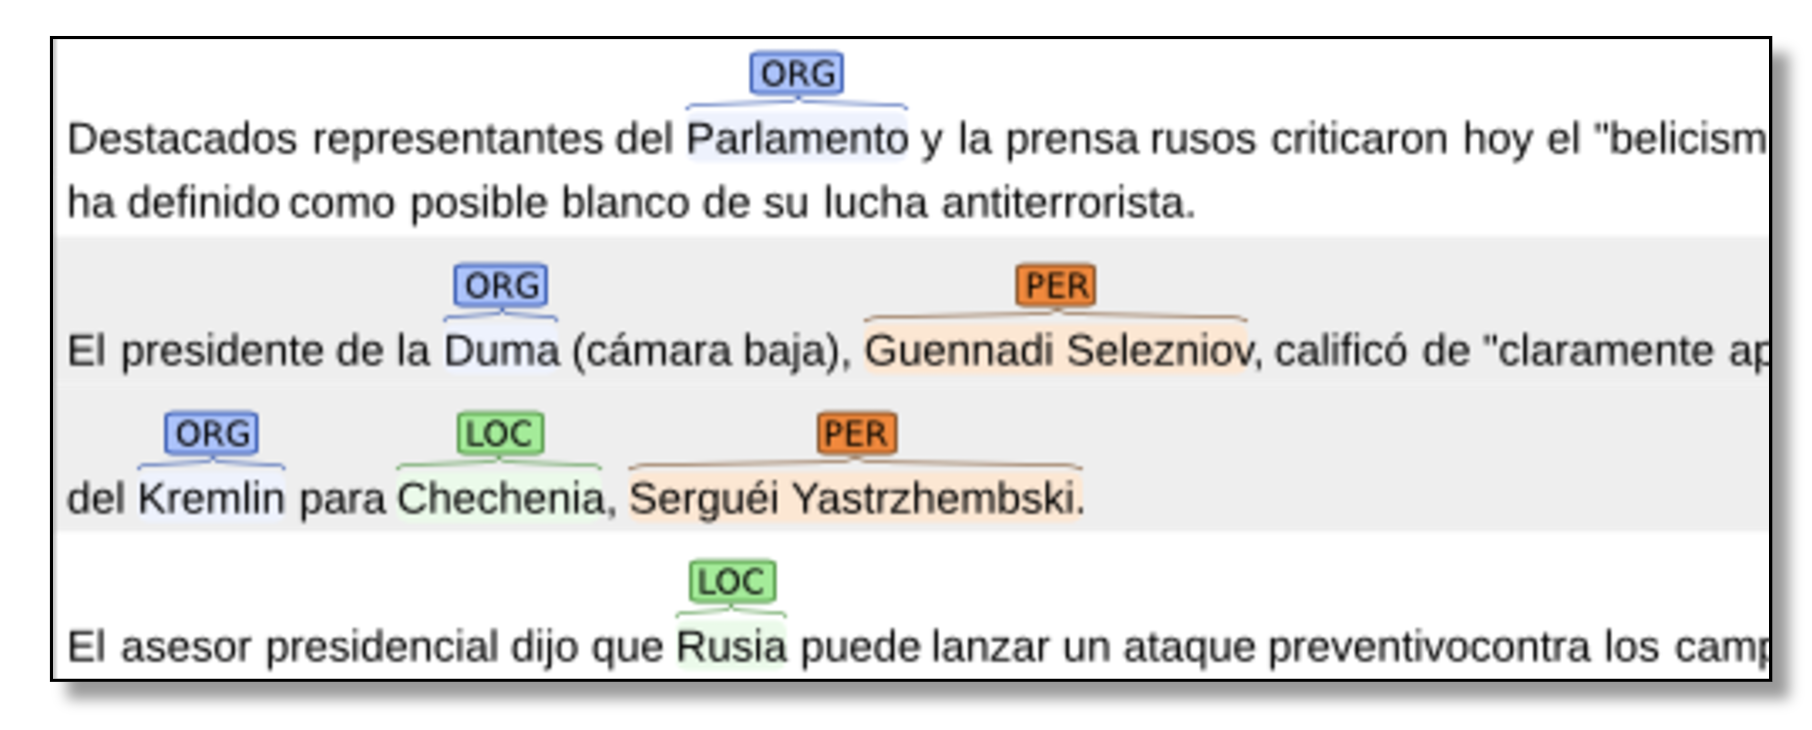 ORG
Destacados representantes del Parlamento y la prensa rusos criticaron hoy el "belicism
ha definido como posible blanco de su lucha antiterrorista.
ORG PER
El presidente de la Duma (cámara baja), Guennadi Selezniov, calificó de "claramente ap
ORG LOC PER
del Kremlin para Chechenia, Serguéi Yastrzhembski.
LOC
El asesor presidencial dijo que Rusia puede lanzar un ataque preventivocontra los camp